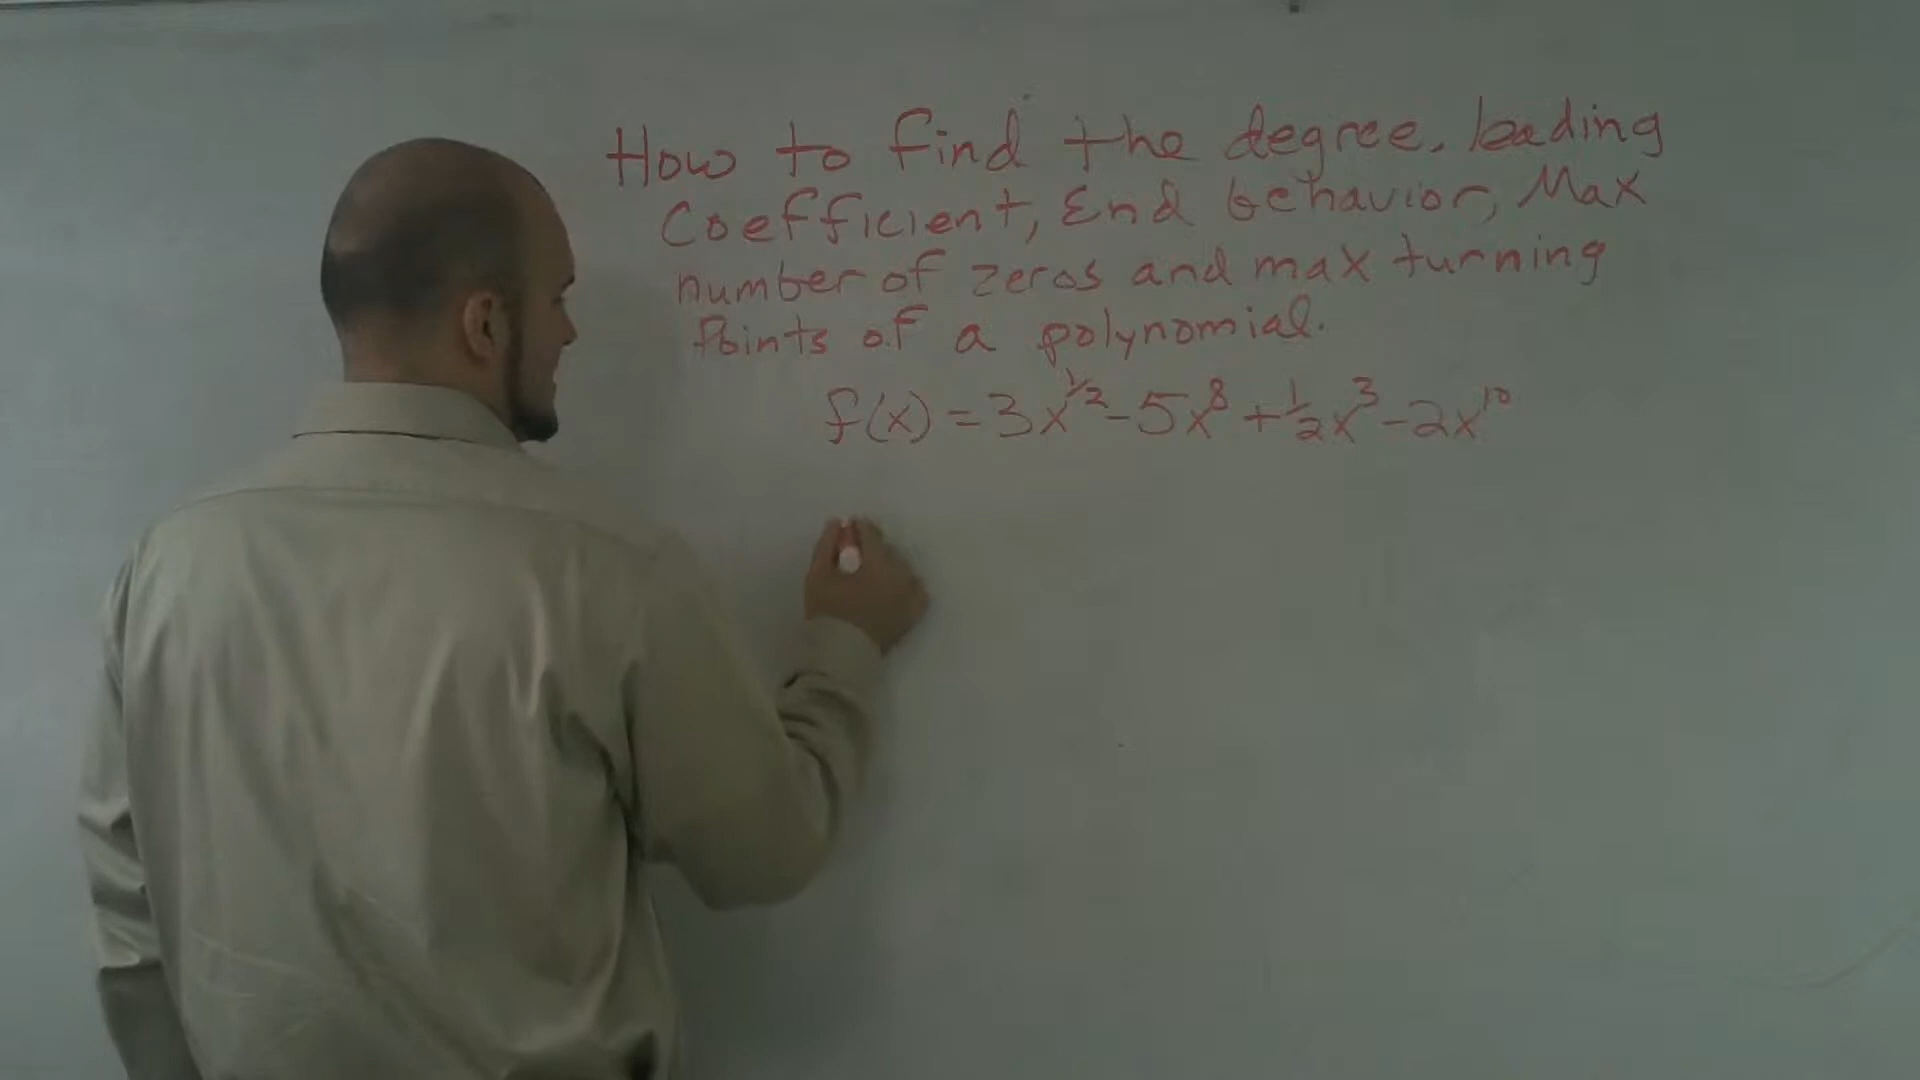 How to find the degree, leading
Coefficient, End behavior, Max
number of zeros and max turning
Points of a polynomial.
f(x) = 3x^1/2 - 5x^8 + 1/2x^3 - 2x^10